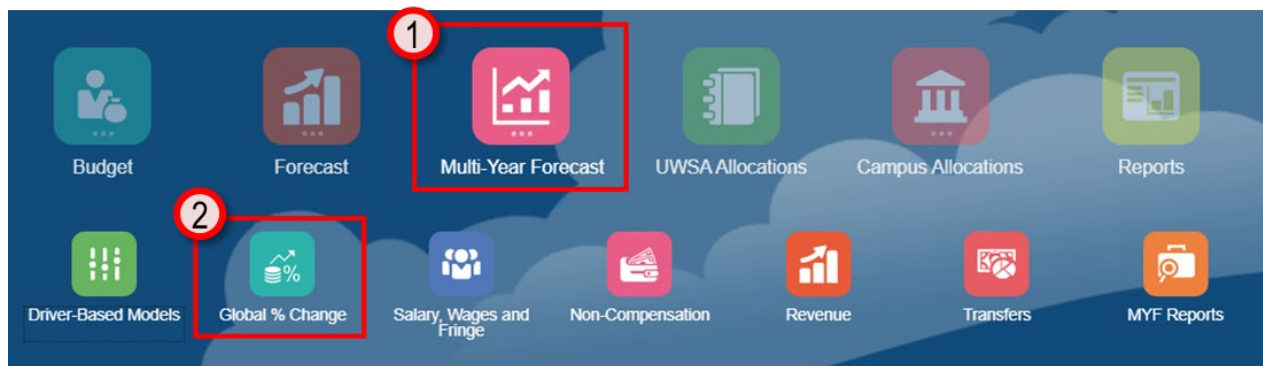 1
Budget
Forecast
Multi-Year Forecast
UWSA Allocations
Campus Allocations
Reports
2
%
Driver-Based Models
Global % Change
Salary, Wages and
Fringe
Non-Compensation
Revenue
Transfers
MYF Reports